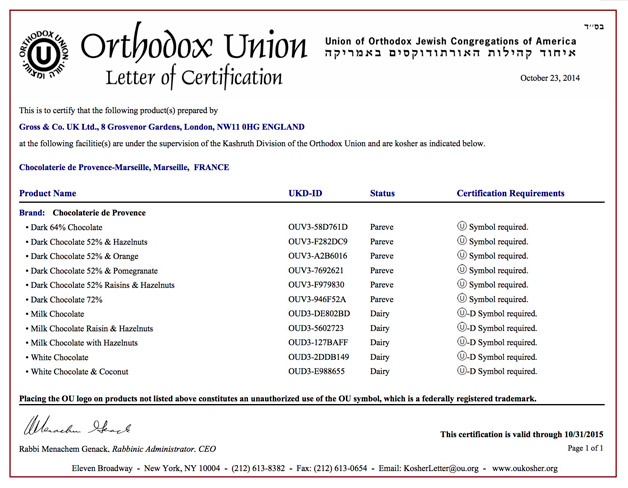 בס״ד
ORTHODOX UNION
U
תורה ומצוות
Orthodox Union
Letter of Certification
Union of Orthodox Jewish Congregations of America
איחוד קהילות האורתודוקסים באמריקה
October 23, 2014
This is to certify that the following product(s) prepared by
Gross & Co. UK Ltd., 8 Grosvenor Gardens, London, NW11 0HG ENGLAND
at the following facilitie(s) are under the supervision of the Kashruth Division of the Orthodox Union and are kosher as indicated below.
Chocolaterie de Provence-Marseille, Marseille, FRANCE
Product Name UKD-ID Status Certification Requirements
Brand: Chocolaterie de Provence
• Dark 64% Chocolate OUV3-58D761D Pareve Ⓤ Symbol required.
• Dark Chocolate 52% & Hazelnuts OUV3-F282DC9 Pareve Ⓤ Symbol required.
• Dark Chocolate 52% & Orange OUV3-A2B6016 Pareve Ⓤ Symbol required.
• Dark Chocolate 52% & Pomegranate OUV3-7692621 Pareve Ⓤ Symbol required.
• Dark Chocolate 52% Raisins & Hazelnuts OUV3-F979830 Pareve Ⓤ Symbol required.
• Dark Chocolate 72% OUV3-946F52A Pareve Ⓤ Symbol required.
• Milk Chocolate OUD3-DE802BD Dairy Ⓤ-D Symbol required.
• Milk Chocolate Raisin & Hazelnuts OUD3-5602723 Dairy Ⓤ-D Symbol required.
• Milk Chocolate with Hazelnuts OUD3-127BAFF Dairy Ⓤ-D Symbol required.
• White Chocolate OUD3-2DDB149 Dairy Ⓤ-D Symbol required.
• White Chocolate & Coconut OUD3-E988655 Dairy Ⓤ-D Symbol required.
Placing the OU logo on products not listed above constitutes an unauthorized use of the OU symbol, which is a federally registered trademark.
Menachem Genack
This certification is valid through 10/31/2015
Rabbi Menachem Genack, Rabbinic Administrator, CEO
Page 1 of 1
Eleven Broadway - New York, NY 10004 - (212) 613-8382 - Fax: (212) 613-0654 - Email: KosherLetter@ou.org - www.oukosher.org